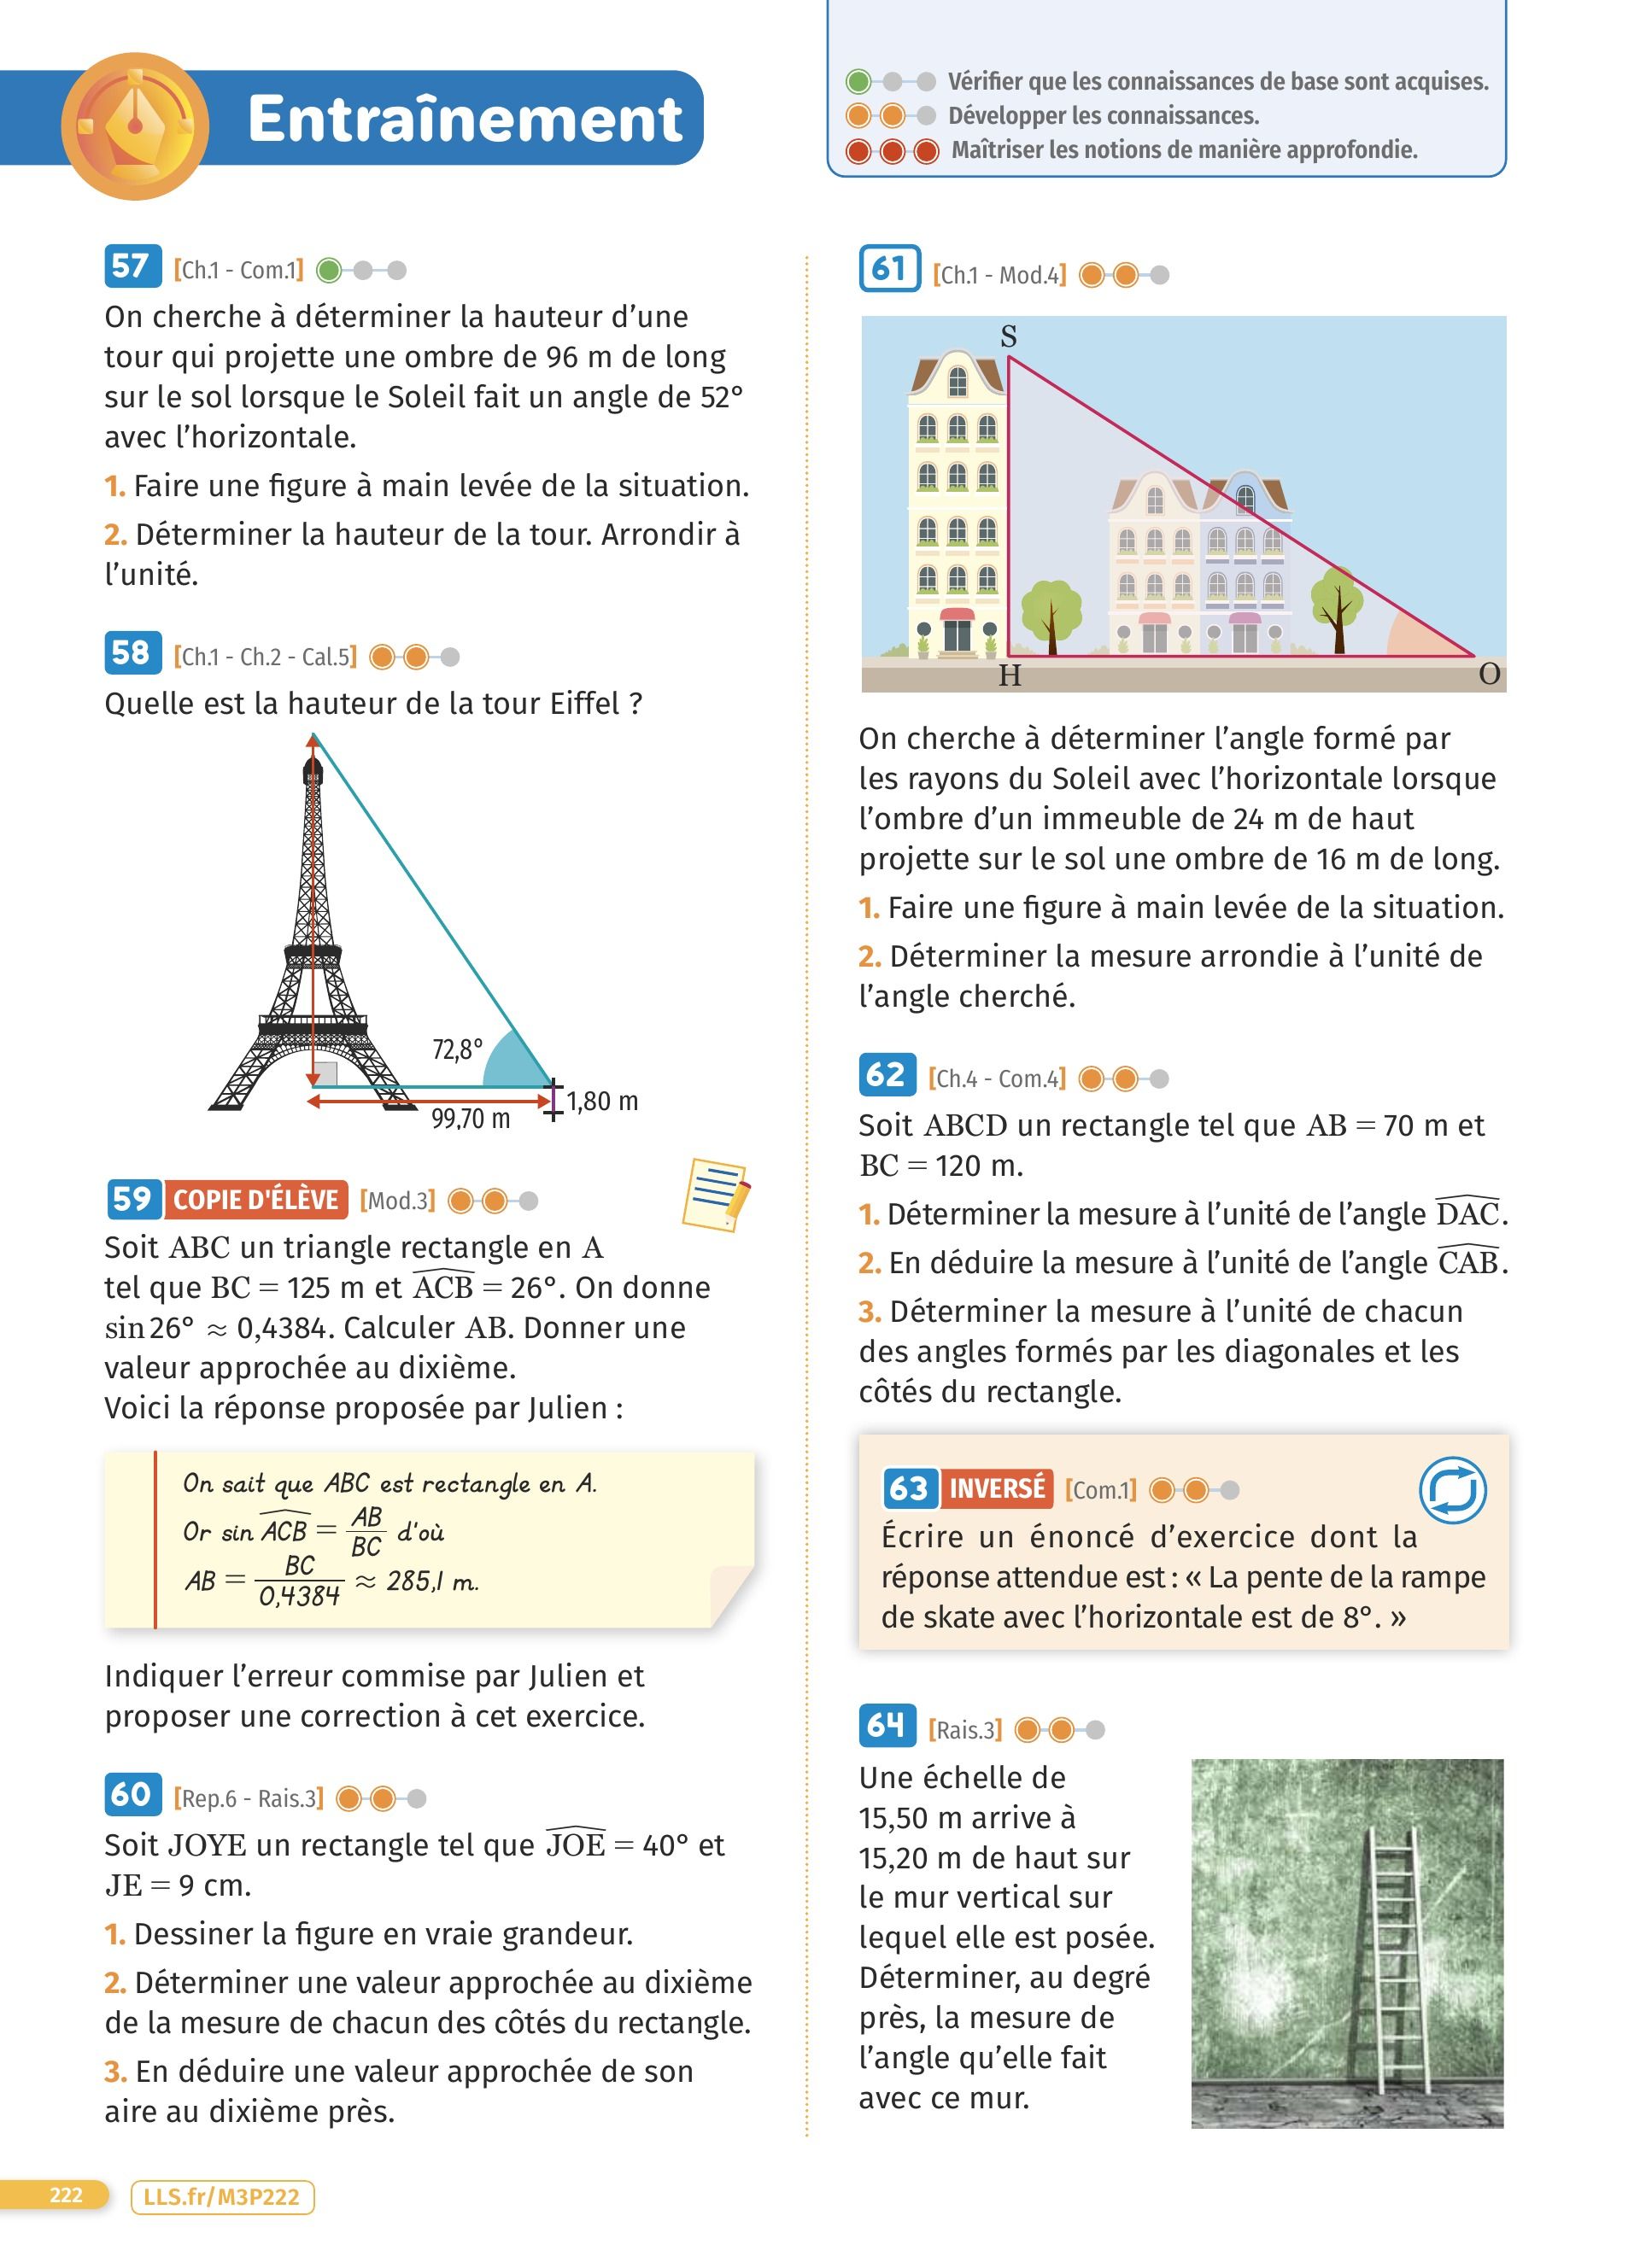 Entraînement
Vérifier que les connaissances de base sont acquises.
Développer les connaissances.
Maîtriser les notions de manière approfondie.
57 [Ch.1 - Com.1]
On cherche à déterminer la hauteur d’une
tour qui projette une ombre de 96 m de long
sur le sol lorsque le Soleil fait un angle de 52°
avec l’horizontale.
1. Faire une figure à main levée de la situation.
2. Déterminer la hauteur de la tour. Arrondir à
l’unité.
58 [Ch.1 - Ch.2 - Cal.5]
Quelle est la hauteur de la tour Eiffel ?
72,8°
1,80 m
99,70 m
59 COPIE D'ÉLÈVE [Mod.3]
Soit ABC un triangle rectangle en A
tel que BC = 125 m et \widehat{ACB} = 26°. On donne
sin 26° ≈ 0,4384. Calculer AB. Donner une
valeur approchée au dixième.
Voici la réponse proposée par Julien :
On sait que ABC est rectangle en A.
Or sin \widehat{ACB} = \frac{AB}{BC} d'où
AB = \frac{BC}{0,4384} ≈ 285,1 m.
Indiquer l’erreur commise par Julien et
proposer une correction à cet exercice.
60 [Rep.6 - Rais.3]
Soit JOYE un rectangle tel que \widehat{JOE} = 40° et
JE = 9 cm.
1. Dessiner la figure en vraie grandeur.
2. Déterminer une valeur approchée au dixième
de la mesure de chacun des côtés du rectangle.
3. En déduire une valeur approchée de son
aire au dixième près.
61 [Ch.1 - Mod.4]
S
H
O
On cherche à déterminer l’angle formé par
les rayons du Soleil avec l’horizontale lorsque
l’ombre d’un immeuble de 24 m de haut
projette sur le sol une ombre de 16 m de long.
1. Faire une figure à main levée de la situation.
2. Déterminer la mesure arrondie à l’unité de
l’angle cherché.
62 [Ch.4 - Com.4]
Soit ABCD un rectangle tel que AB = 70 m et
BC = 120 m.
1. Déterminer la mesure à l’unité de l’angle \widehat{DAC}.
2. En déduire la mesure à l’unité de l’angle \widehat{CAB}.
3. Déterminer la mesure à l’unité de chacun
des angles formés par les diagonales et les
côtés du rectangle.
63 INVERSÉ [Com.1]
Écrire un énoncé d’exercice dont la
réponse attendue est : « La pente de la rampe
de skate avec l’horizontale est de 8°. »
64 [Rais.3]
Une échelle de
15,50 m arrive à
15,20 m de haut sur
le mur vertical sur
lequel elle est posée.
Déterminer, au degré
près, la mesure de
l’angle qu’elle fait
avec ce mur.
222
LLS.fr/M3P222